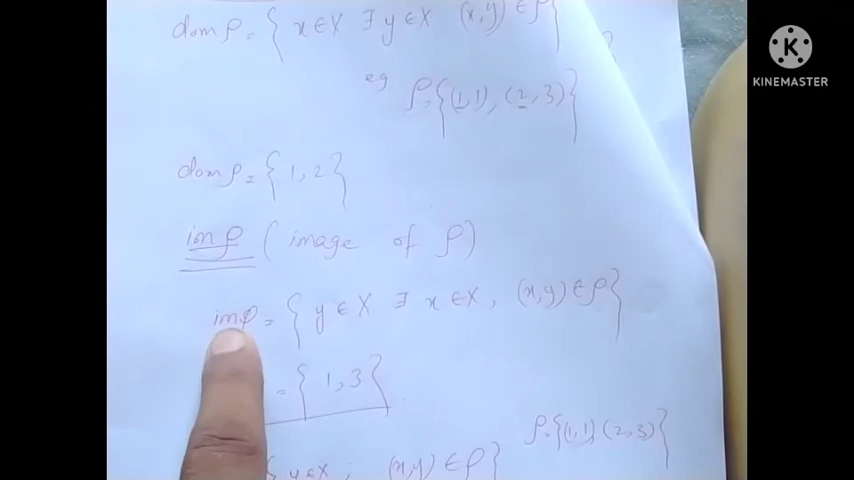 dom ρ = { x ∈ X ∃ y ∈ X (x,y) ∈ ρ }
eg ρ = { (1,1), (2,3) }
dom ρ = { 1, 2 }
im ρ ( image of ρ )
im ρ = { y ∈ X ∃ x ∈ X, (x,y) ∈ ρ }
= { 1, 3 }
ρ = { (1,1) (2,3) }
{ y ∈ X ; (x,y) ∈ ρ }
K
KINEMASTER